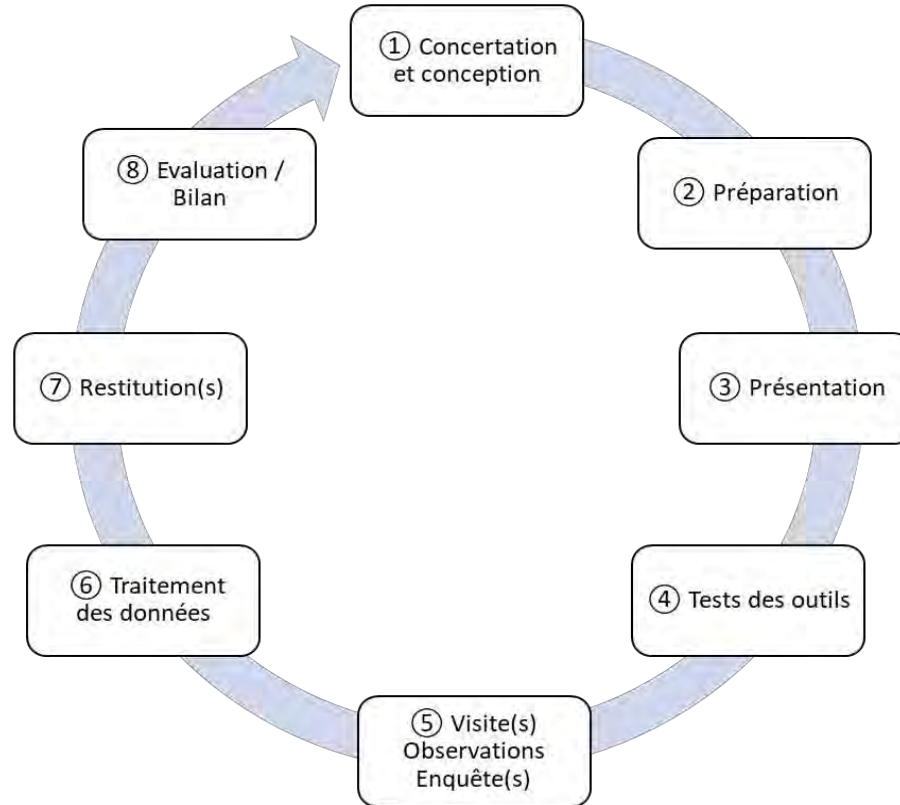 ① Concertation
et conception
② Préparation
③ Présentation
④ Tests des outils
⑤ Visite(s)
Observations
Enquête(s)
⑥ Traitement
des données
⑦ Restitution(s)
⑧ Evaluation /
Bilan